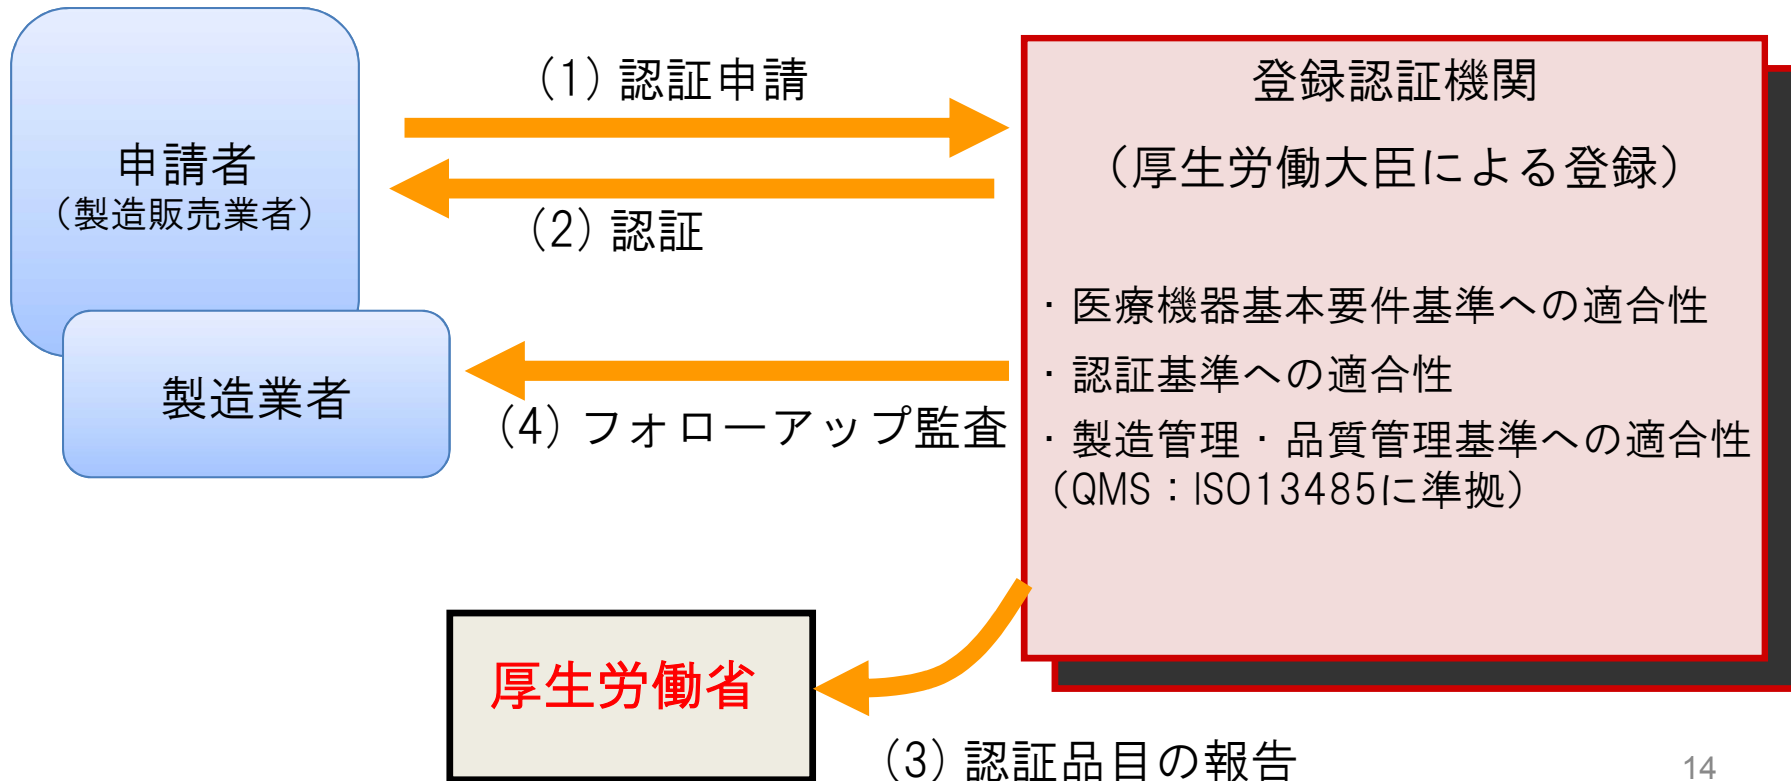 (1) 認証申請
申請者
（製造販売業者）
(2) 認証
製造業者
(4) フォローアップ監査
登録認証機関
（厚生労働大臣による登録）
・医療機器基本要件基準への適合性
・認証基準への適合性
・製造管理・品質管理基準への適合性
（QMS：ISO13485に準拠）
厚生労働省
(3) 認証品目の報告
14